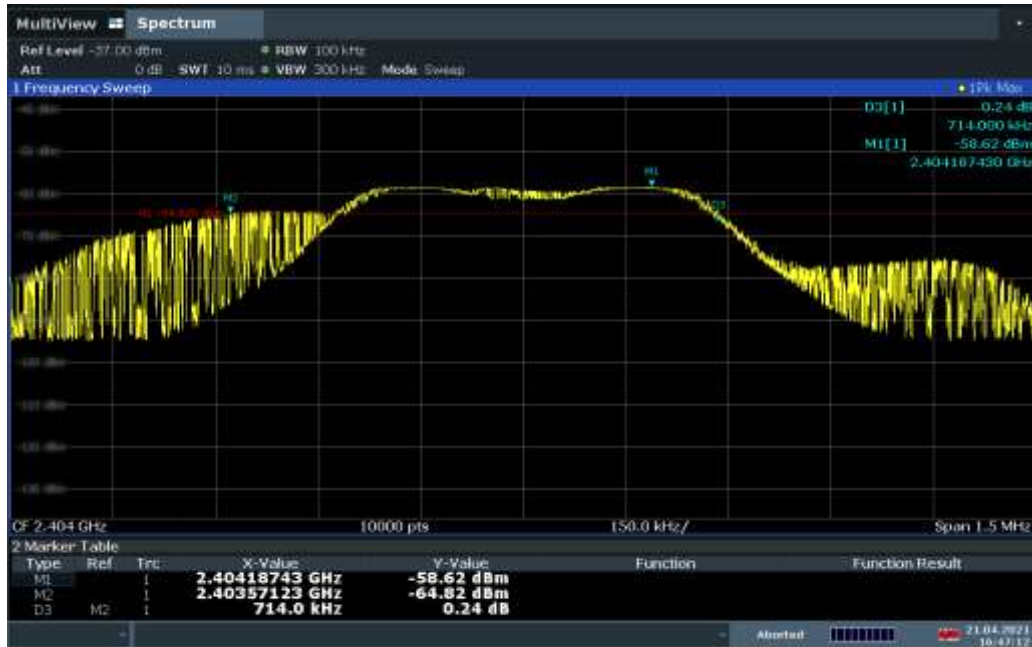 MultiView Spectrum
Ref Level -37.00 dBm RBW 100 kHz
Att 0 dB SWT 10 ms VBW 300 kHz Mode Sweep
1 Frequency Sweep 1Pk Max
D3[1] 0.24 dB
714.000 kHz
M1[1] -58.62 dBm
2.404187430 GHz
M1
M2
D3
CF 2.404 GHz 10000 pts 150.0 kHz/ Span 1.5 MHz
2 Marker Table
Type Ref Trc X-Value Y-Value Function Function Result
M1 1 2.40418743 GHz -58.62 dBm
M2 1 2.40357123 GHz -64.82 dBm
D3 M2 1 714.0 kHz 0.24 dB
Aborted 21.04.2021
16:47:17